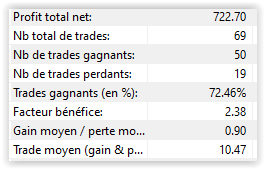 Profit total net: 722.70
Nb total de trades: 69
Nb de trades gagnants: 50
Nb de trades perdants: 19
Trades gagnants (en %): 72.46%
Facteur bénéfice: 2.38
Gain moyen / perte mo... 0.90
Trade moyen (gain & p... 10.47